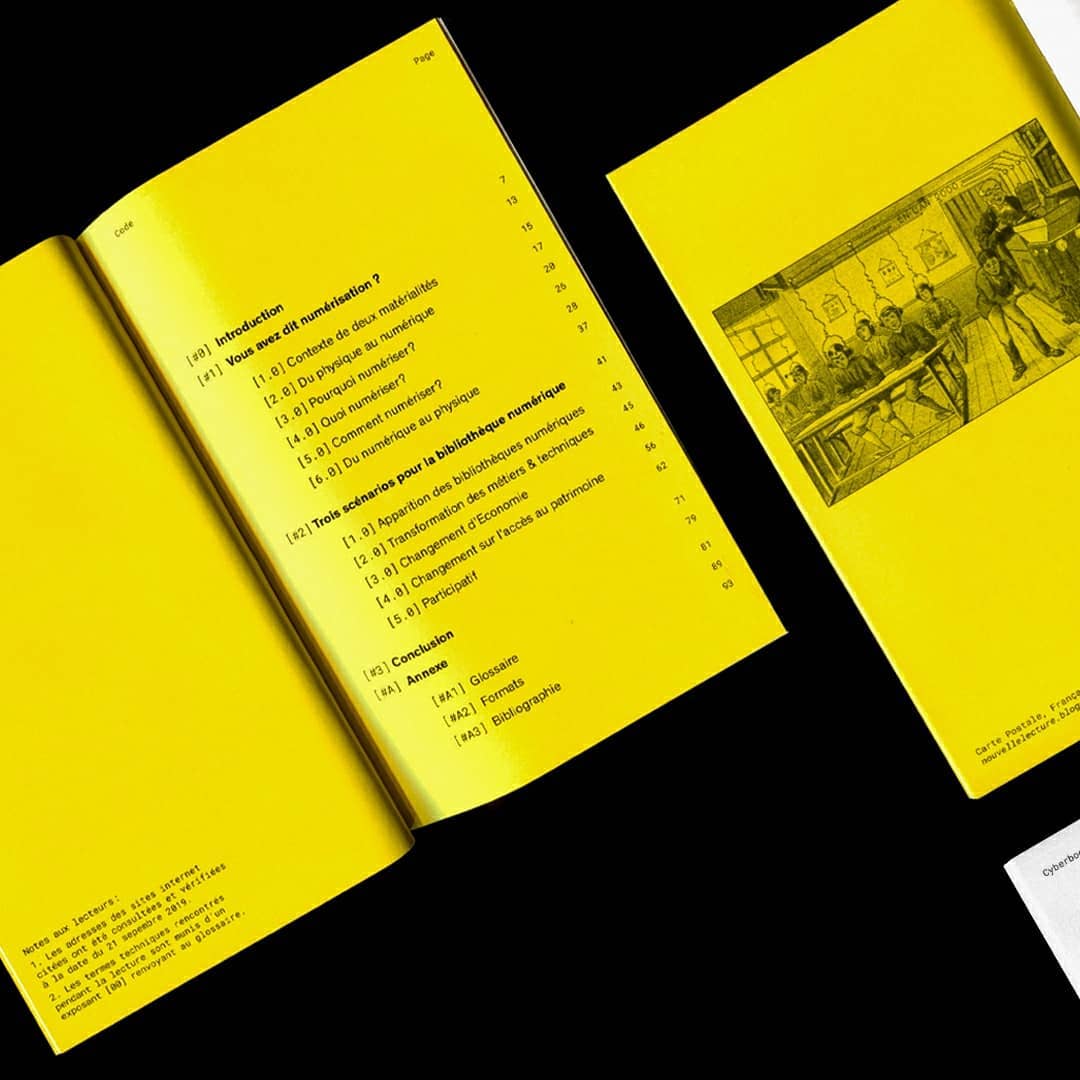 Code Page
[#0] Introduction 7
[#1] Vous avez dit numérisation ? 13
[1.0] Contexte de deux matérialités 15
[2.0] Du physique au numérique 17
[3.0] Pourquoi numériser? 20
[4.0] Quoi numériser? 26
[5.0] Comment numériser? 28
[6.0] Du numérique au physique 37
[#2] Trois scénarios pour la bibliothèque numérique 41
[1.0] Apparition des bibliothèques numériques 43
[2.0] Transformation des métiers & techniques 45
[3.0] Changement d'Economie 46
[4.0] Changement sur l'accès au patrimoine 56
[5.0] Participatif 62
[#3] Conclusion 71
[#A] Annexe 79
[#A1] Glossaire 81
[#A2] Formats 89
[#A3] Bibliographie 93
Notes aux lecteurs:
1. Les adresses des sites internet
citées ont été consultées et vérifiées
à la date du 21 sepembre 2019.
2. Les termes techniques rencontrés
pendant la lecture sont munis d'un
exposant [00] renvoyant au glossaire.
EN L'AN 2000
Carte Postale, France
nouvellelecture.blog
Cyberbo